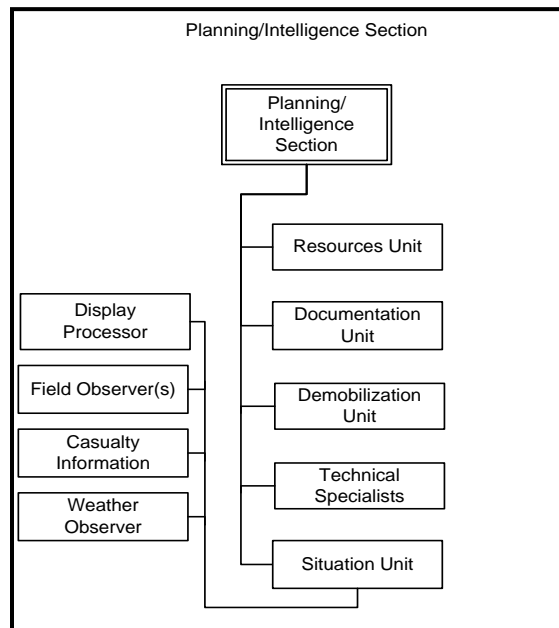 Planning/Intelligence Section
Planning/
Intelligence
Section
Resources Unit
Display
Processor
Documentation
Unit
Field Observer(s)
Demobilization
Unit
Casualty
Information
Technical
Specialists
Weather
Observer
Situation Unit